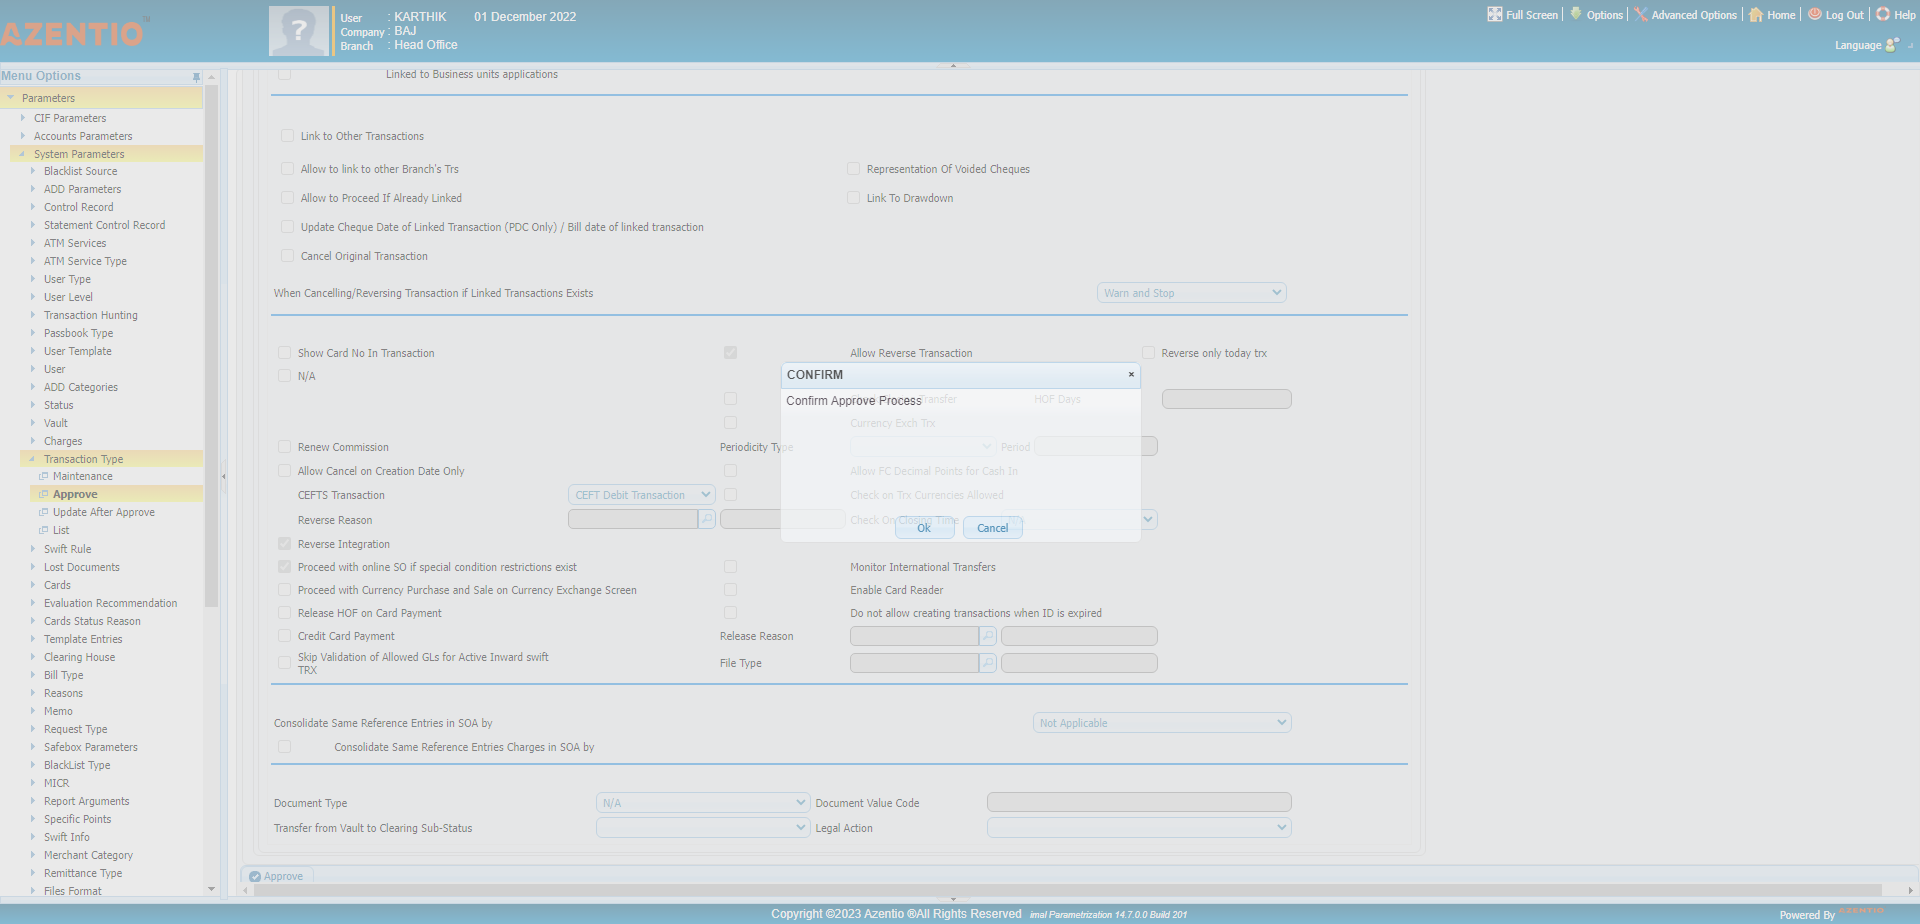 AZENTIO
User : KARTHIK 01 December 2022
Company : BAJ
Branch : Head Office
Full Screen Options Advanced Options Home Log Out Help
Language
Menu Options
Parameters
CIF Parameters
Accounts Parameters
System Parameters
Blacklist Source
ADD Parameters
Control Record
Statement Control Record
ATM Services
ATM Service Type
User Type
User Level
Transaction Hunting
Passbook Type
User Template
User
ADD Categories
Status
Vault
Charges
Transaction Type
Maintenance
Approve
Update After Approve
List
Swift Rule
Lost Documents
Cards
Evaluation Recommendation
Cards Status Reason
Template Entries
Clearing House
Bill Type
Reasons
Memo
Request Type
Safebox Parameters
BlackList Type
MICR
Report Arguments
Specific Points
Swift Info
Merchant Category
Remittance Type
Files Format
Linked to Business units applications
Link to Other Transactions
Allow to link to other Branch's Trs Representation Of Voided Cheques
Allow to Proceed If Already Linked Link To Drawdown
Update Cheque Date of Linked Transaction (PDC Only) / Bill date of linked transaction
Cancel Original Transaction
When Cancelling/Reversing Transaction if Linked Transactions Exists Warn and Stop
Show Card No In Transaction Allow Reverse Transaction Reverse only today trx
N/A
CONFIRM
×
Confirm Approve Process
Transfer HOF Days
Currency Exch Trx
Renew Commission Periodicity Type Period
Allow Cancel on Creation Date Only Allow FC Decimal Points for Cash In
CEFTS Transaction CEFT Debit Transaction Check on Trx Currencies Allowed
Reverse Reason Check On Closing Time N/A
Ok Cancel
Reverse Integration
Proceed with online SO if special condition restrictions exist Monitor International Transfers
Proceed with Currency Purchase and Sale on Currency Exchange Screen Enable Card Reader
Release HOF on Card Payment Do not allow creating transactions when ID is expired
Credit Card Payment Release Reason
Skip Validation of Allowed GLs for Active Inward swift
TRX
File Type
Consolidate Same Reference Entries in SOA by Not Applicable
Consolidate Same Reference Entries Charges in SOA by
Document Type N/A Document Value Code
Transfer from Vault to Clearing Sub-Status Legal Action
Approve
Copyright ©2023 Azentio ®All Rights Reserved imal Parametrization 14.7.0.0 Build 201
Powered By AZENTIO